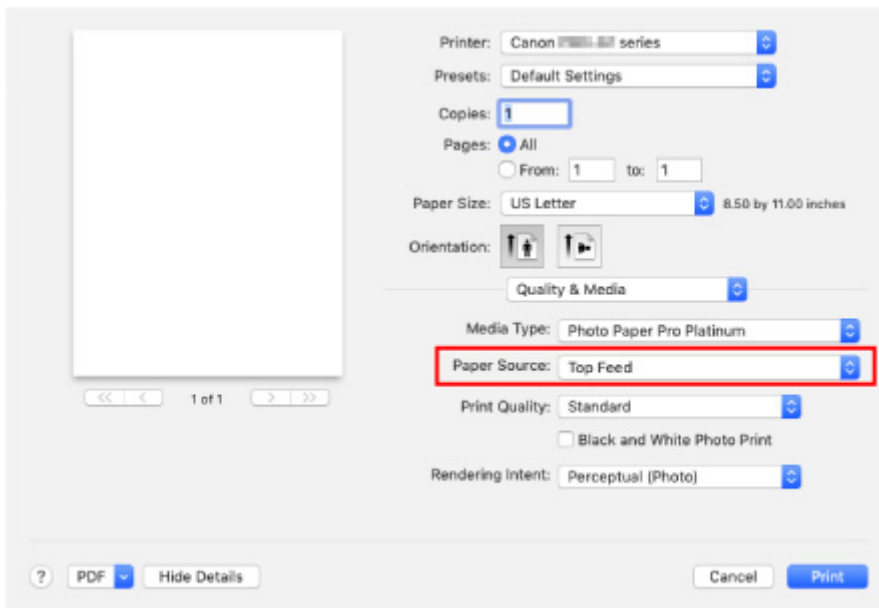 Printer: Canon series
Presets: Default Settings
Copies: 1
Pages: All
From: 1 to: 1
Paper Size: US Letter 8.50 by 11.00 inches
Orientation:
Quality & Media
Media Type: Photo Paper Pro Platinum
Paper Source: Top Feed
1 of 1
Print Quality: Standard
Black and White Photo Print
Rendering Intent: Perceptual (Photo)
? PDF Hide Details Cancel Print